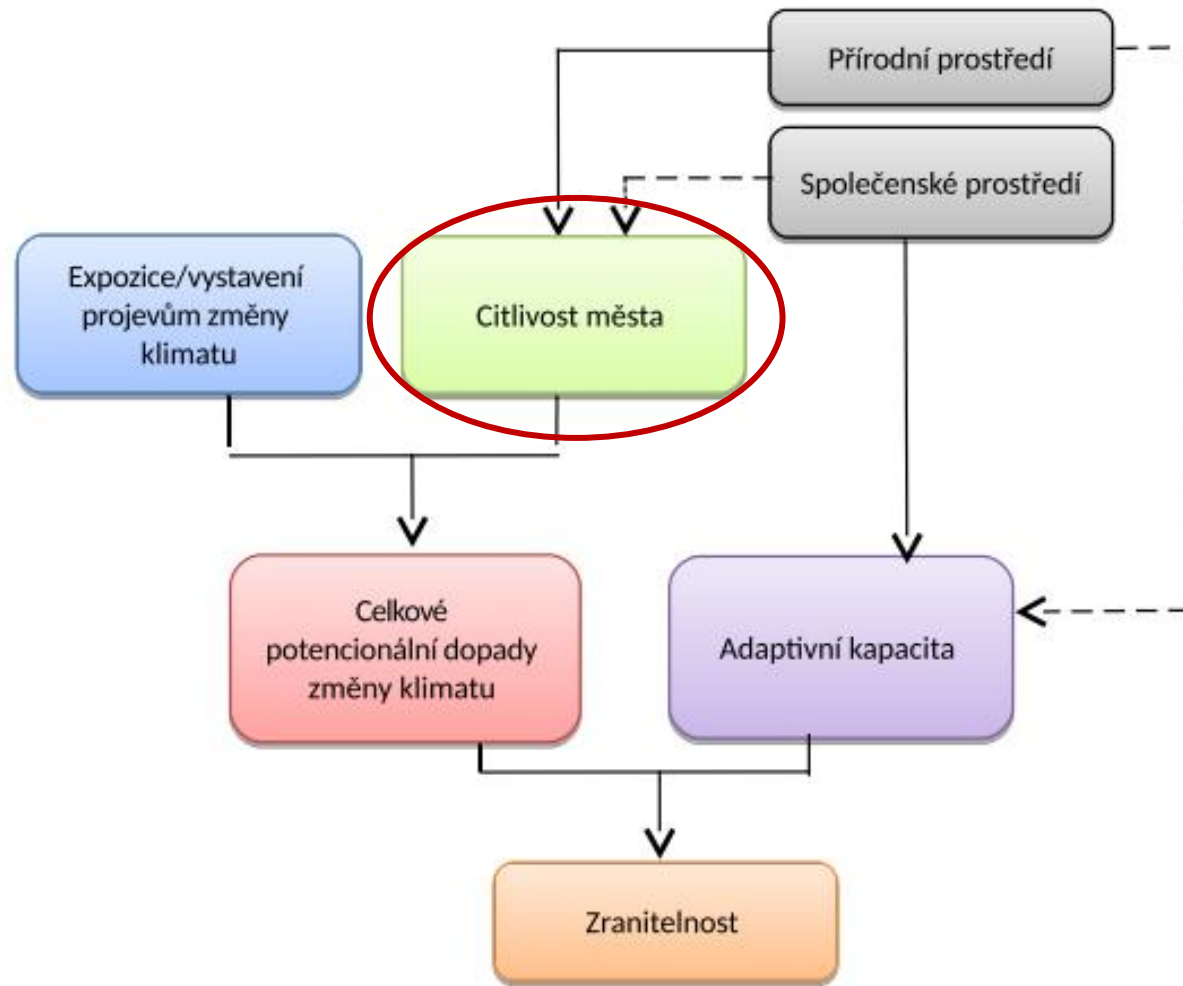 Přírodní prostředí
Společenské prostředí
Expozice/vystavení
projevům změny
klimatu
Citlivost města
Celkové
potencionální dopady
změny klimatu
Adaptivní kapacita
Zranitelnost